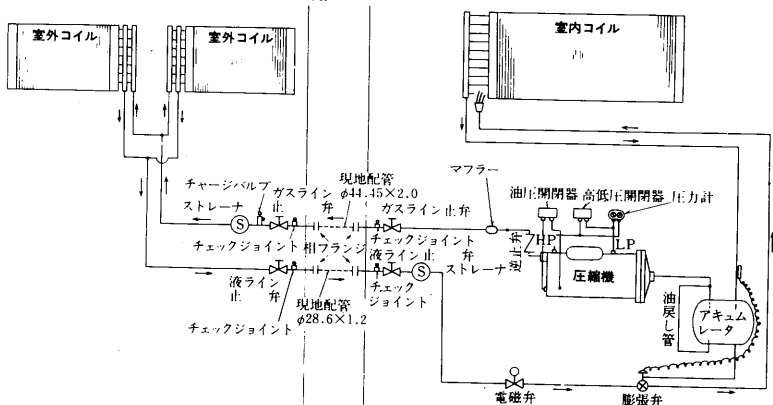 室外コイル
室外コイル
室内コイル
チャージバルブ
ストレーナ
ガスライン
止 弁
現地配管
φ44.45×2.0
ガスライン止弁
マフラー
油圧開閉器
高低圧開閉器
圧力計
S
チェックジョイント
相フランジ
チェックジョイント
液ライン止弁
S
ストレーナ
逆止弁
HP
LP
圧縮機
液ライン
止 弁
チェックジョイント
現地配管
φ28.6×1.2
チェック
ジョイント
油戻し管
アキュム
レータ
電磁弁
膨張弁